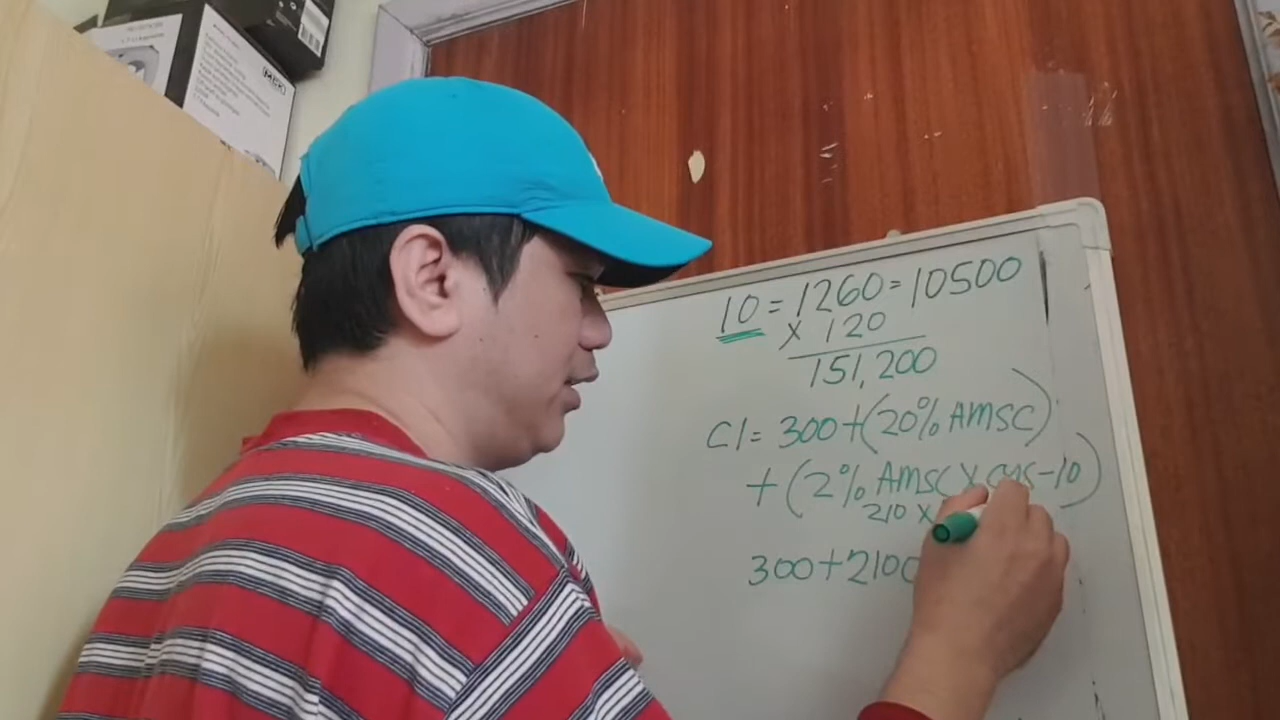 10 = 1260 = 10500
x 120
151,200
C1 = 300+(20% AMSC)
+ (2% AMSC X CYS-10)
210 X
300+2100